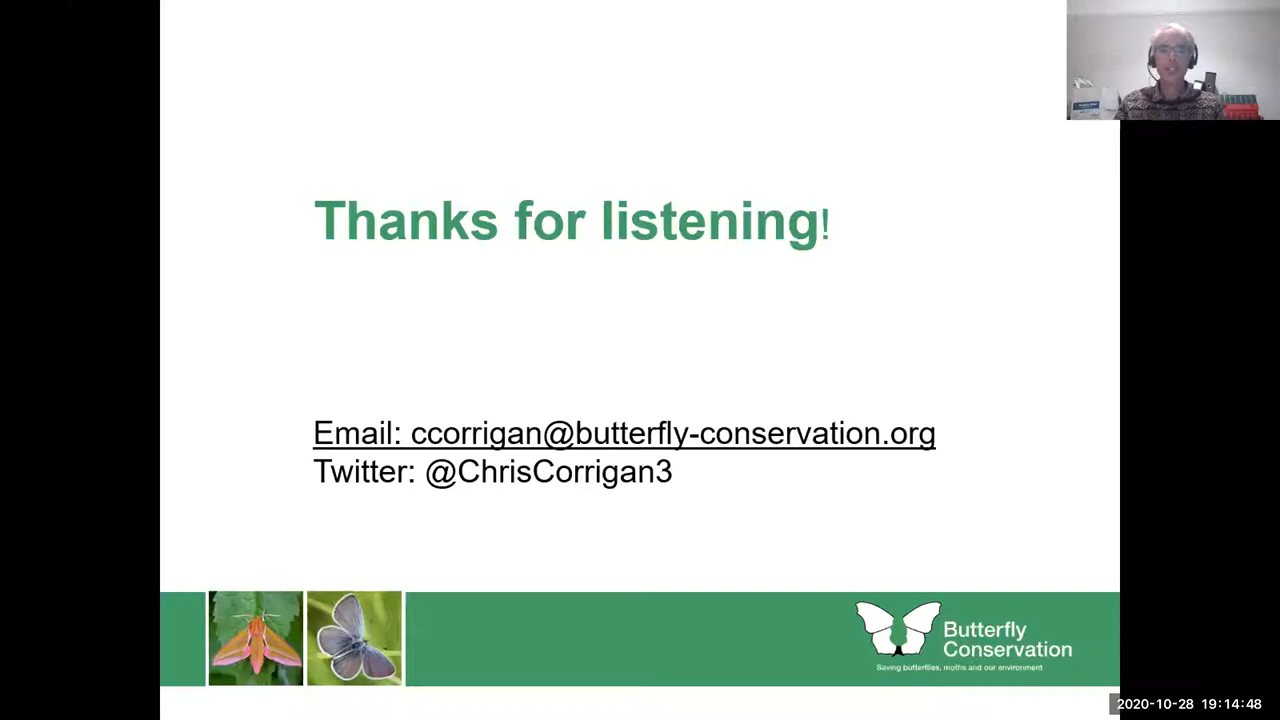 Thanks for listening!
Email: ccorrigan@butterfly-conservation.org
Twitter: @ChrisCorrigan3
Butterfly
Conservation
Saving butterflies, moths and our environment
2020-10-28 19:14:48